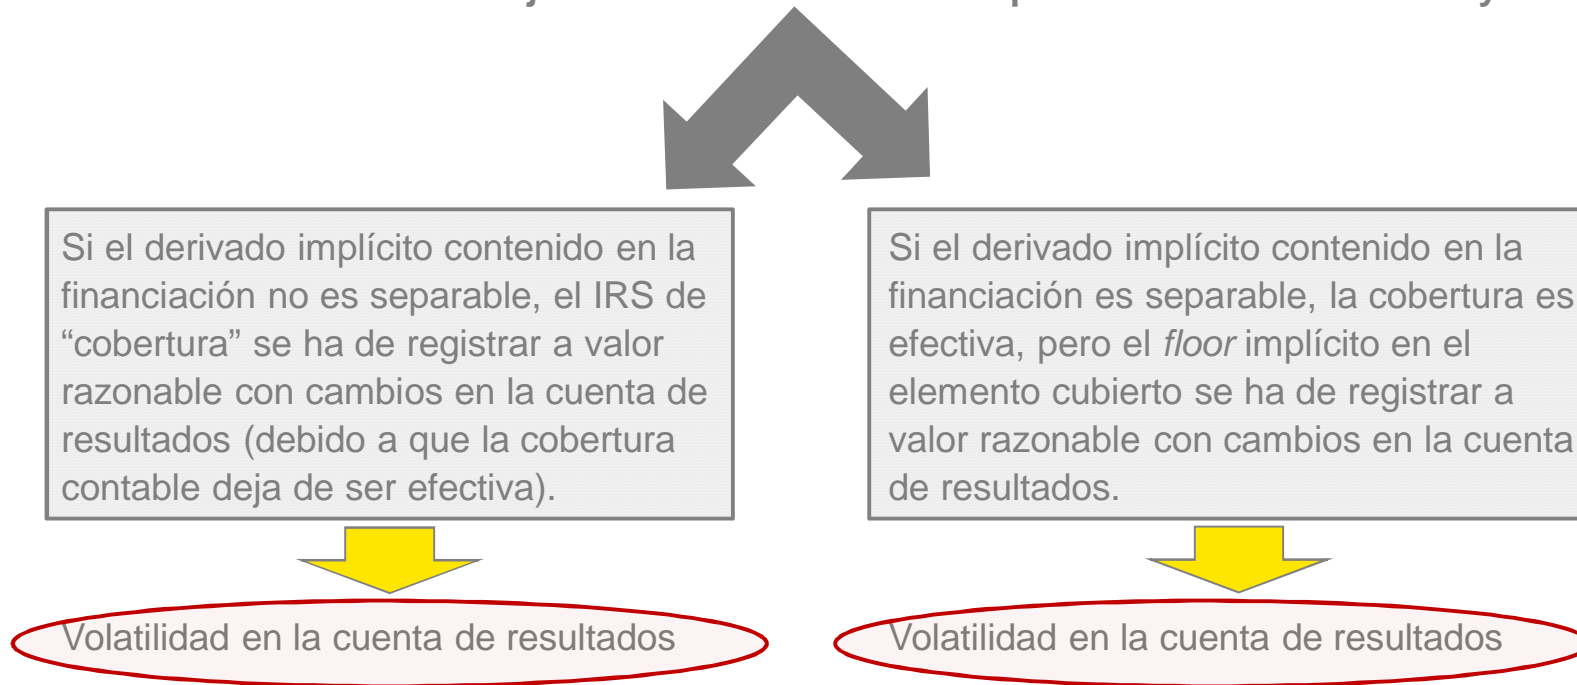 Si el derivado implícito contenido en la
financiación no es separable, el IRS de
“cobertura” se ha de registrar a valor
razonable con cambios en la cuenta de
resultados (debido a que la cobertura
contable deja de ser efectiva).
Volatilidad en la cuenta de resultados
Si el derivado implícito contenido en la
financiación es separable, la cobertura es
efectiva, pero el floor implícito en el
elemento cubierto se ha de registrar a
valor razonable con cambios en la cuenta
de resultados.
Volatilidad en la cuenta de resultados